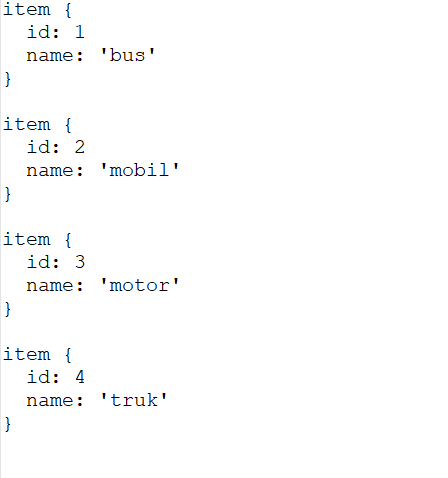 item {
  id: 1
  name: 'bus'
}

item {
  id: 2
  name: 'mobil'
}

item {
  id: 3
  name: 'motor'
}

item {
  id: 4
  name: 'truk'
}